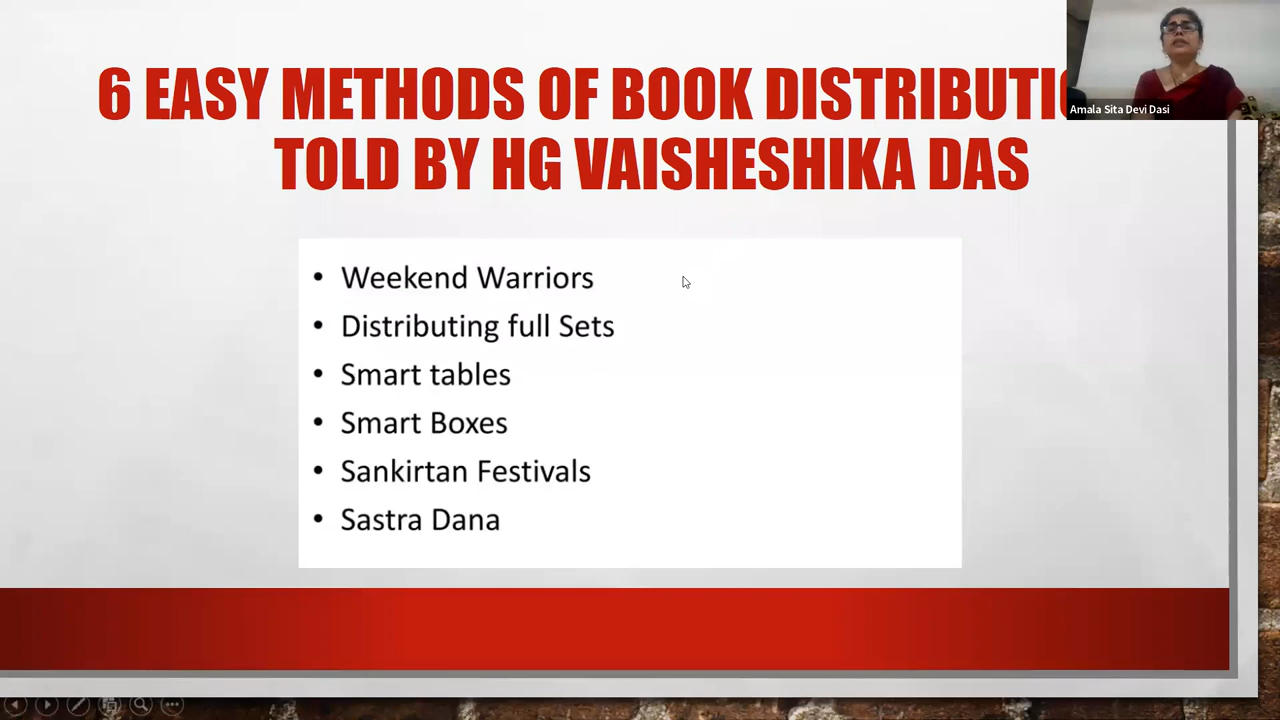 6 EASY METHODS OF BOOK DISTRIBUTI
TOLD BY HG VAISHESHIKA DAS
Amala Sita Devi Dasi
• Weekend Warriors
• Distributing full Sets
• Smart tables
• Smart Boxes
• Sankirtan Festivals
• Sastra Dana